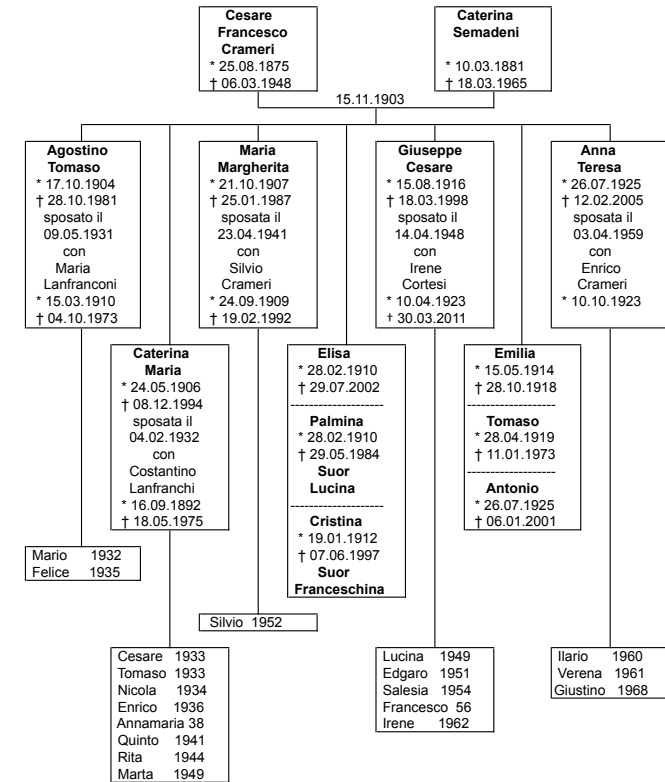 Cesare
Francesco
Crameri
* 25.08.1875
† 06.03.1948
Caterina
Semadeni
* 10.03.1881
† 18.03.1965
15.11.1903
Agostino
Tomaso
* 17.10.1904
† 28.10.1981
sposato il
09.05.1931
con
Maria
Lanfranconi
* 15.03.1910
† 04.10.1973
Maria
Margherita
* 21.10.1907
† 25.01.1987
sposata il
23.04.1941
con
Silvio
Crameri
* 24.09.1909
† 19.02.1992
Giuseppe
Cesare
* 15.08.1916
† 18.03.1998
sposato il
14.04.1948
con
Irene
Cortesi
* 10.04.1923
† 30.03.2011
Anna
Teresa
* 26.07.1925
† 12.02.2005
sposata il
03.04.1959
con
Enrico
Crameri
* 10.10.1923
Caterina
Maria
* 24.05.1906
† 08.12.1994
sposata il
04.02.1932
con
Costantino
Lanfranchi
* 16.09.1892
† 18.05.1975
Elisa
* 28.02.1910
† 29.07.2002
--------------------
Palmina
* 28.02.1910
† 29.05.1984
Suor
Lucina
--------------------
Cristina
* 19.01.1912
† 07.06.1997
Suor
Franceschina
Emilia
* 15.05.1914
† 28.10.1918
-------------------
Tomaso
* 28.04.1919
† 11.01.1973
-------------------
Antonio
* 26.07.1925
† 06.01.2001
Mario 1932
Felice 1935
Silvio 1952
Cesare 1933
Tomaso 1933
Nicola 1934
Enrico 1936
Annamaria 38
Quinto 1941
Rita 1944
Marta 1949
Lucina 1949
Edgaro 1951
Salesia 1954
Francesco 56
Irene 1962
Ilario 1960
Verena 1961
Giustino 1968